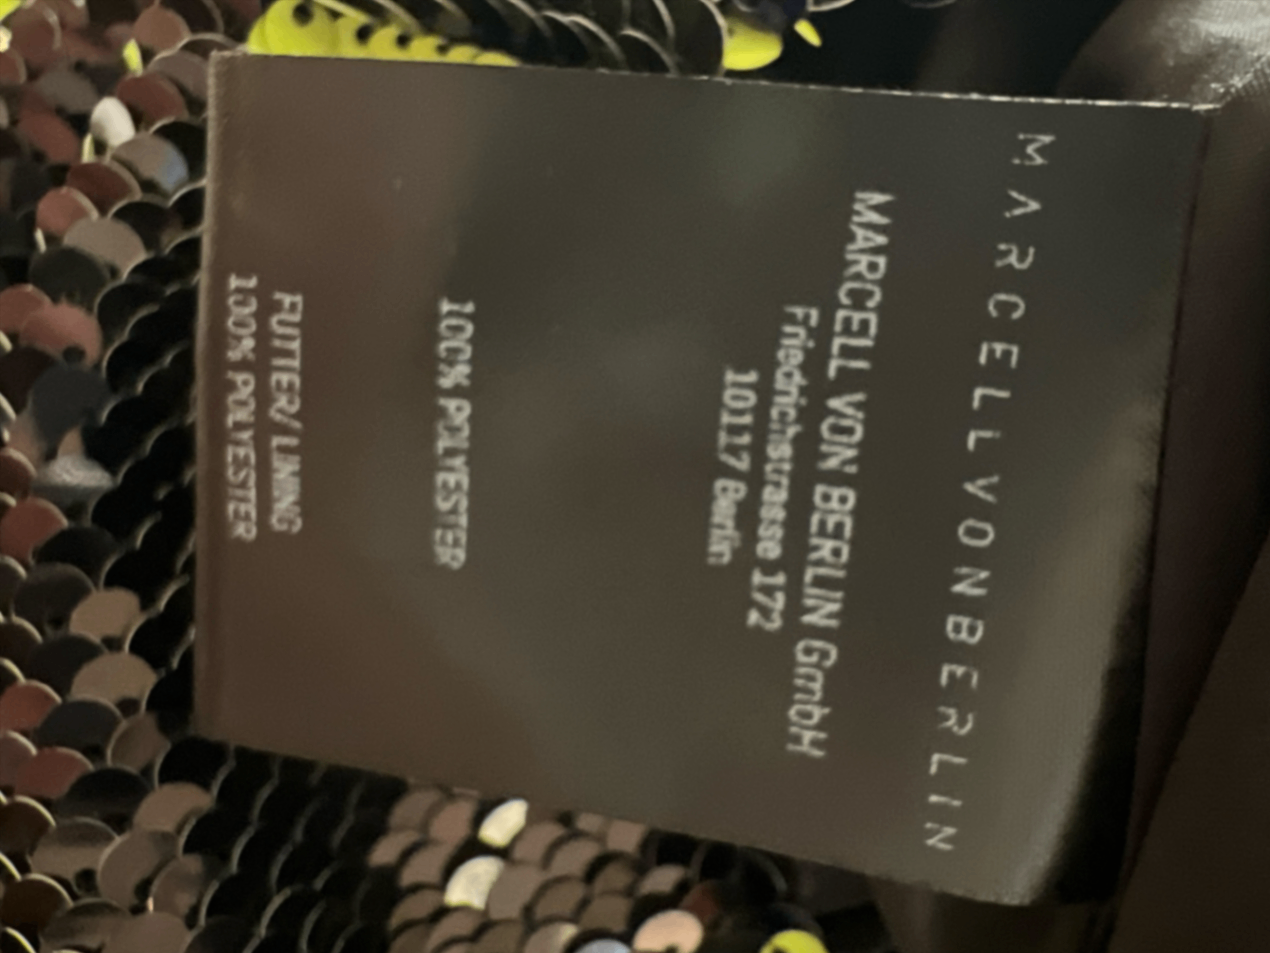 MARCELLVONBERLIN
MARCELL VON BERLIN GmbH
Friedrichstrasse 172
10117 Berlin
100% POLYESTER
FUTTER/ LINING
100% POLYESTER